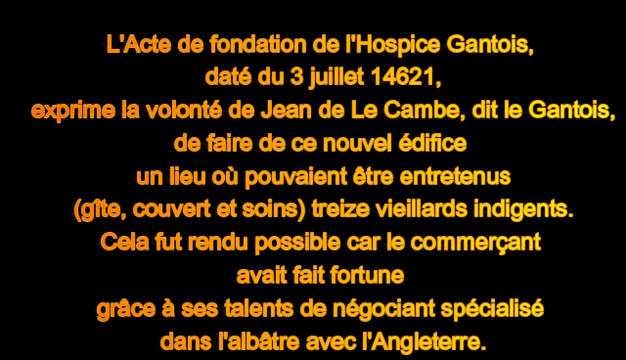 L'Acte de fondation de l'Hospice Gantois,
daté du 3 juillet 14621,
exprime la volonté de Jean de Le Cambe, dit le Gantois,
de faire de ce nouvel édifice
un lieu où pouvaient être entretenus
(gîte, couvert et soins) treize vieillards indigents.
Cela fut rendu possible car le commerçant
avait fait fortune
grâce à ses talents de négociant spécialisé
dans l'albâtre avec l'Angleterre.